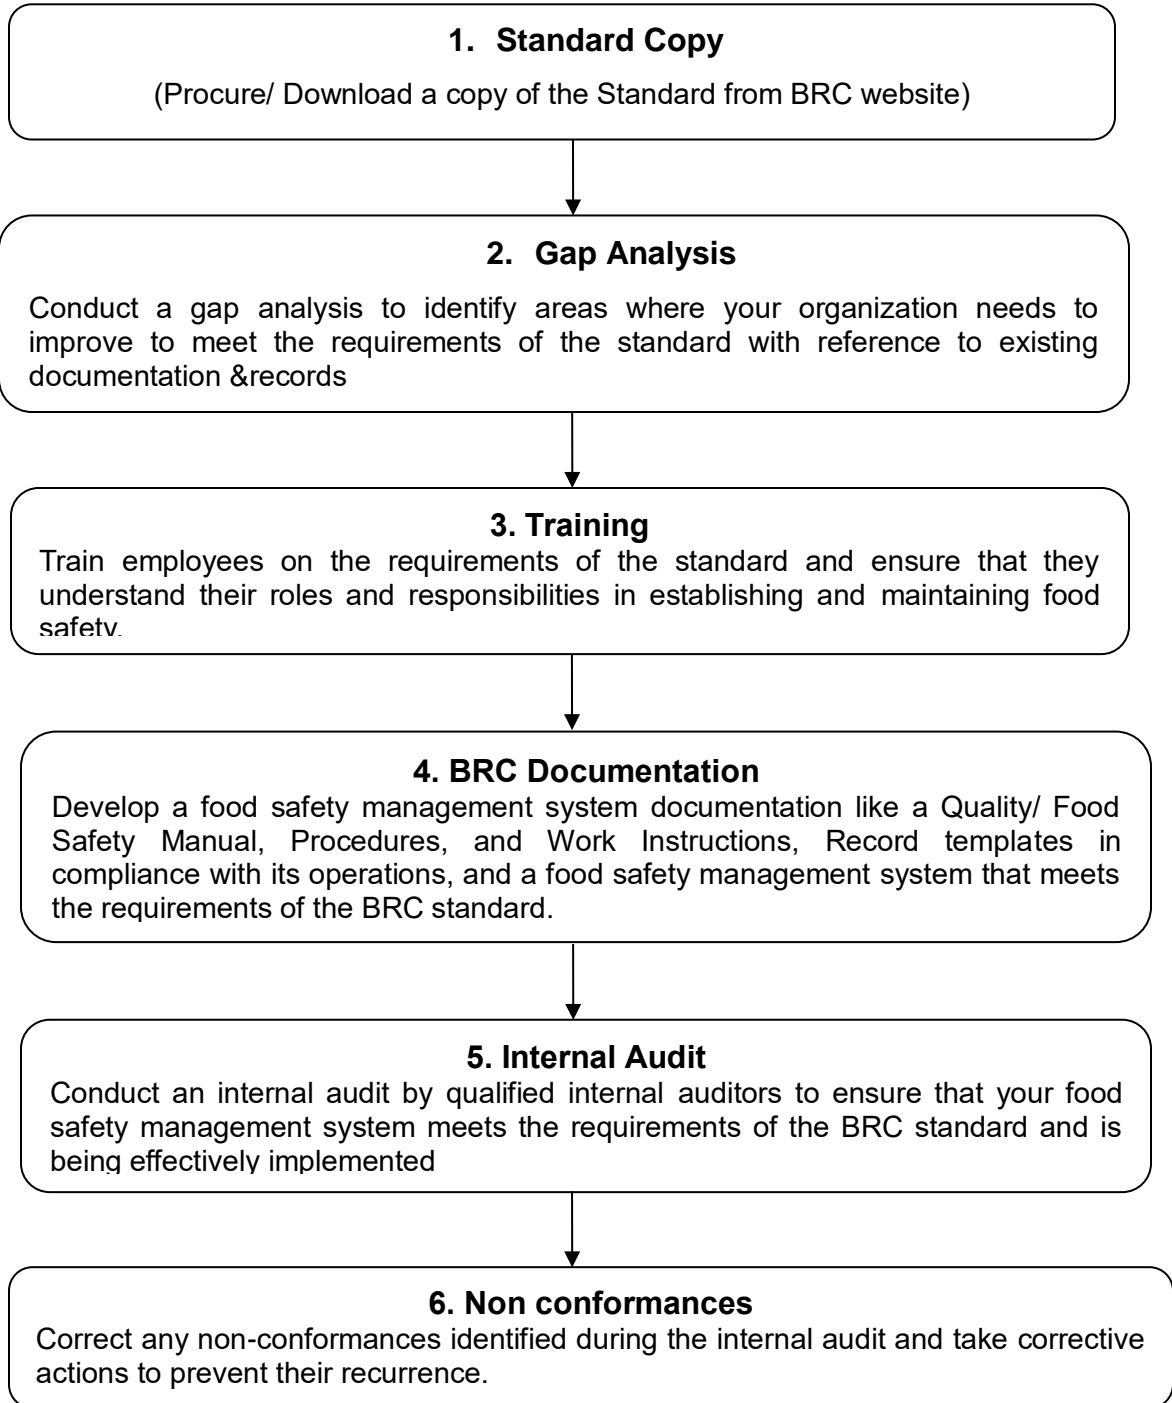 1. Standard Copy
(Procure/ Download a copy of the Standard from BRC website)
2. Gap Analysis
Conduct a gap analysis to identify areas where your organization needs to
improve to meet the requirements of the standard with reference to existing
documentation &records
3. Training
Train employees on the requirements of the standard and ensure that they
understand their roles and responsibilities in establishing and maintaining food
safety.
4. BRC Documentation
Develop a food safety management system documentation like a Quality/ Food
Safety Manual, Procedures, and Work Instructions, Record templates in
compliance with its operations, and a food safety management system that meets
the requirements of the BRC standard.
5. Internal Audit
Conduct an internal audit by qualified internal auditors to ensure that your food
safety management system meets the requirements of the BRC standard and is
being effectively implemented
6. Non conformances
Correct any non-conformances identified during the internal audit and take corrective
actions to prevent their recurrence.